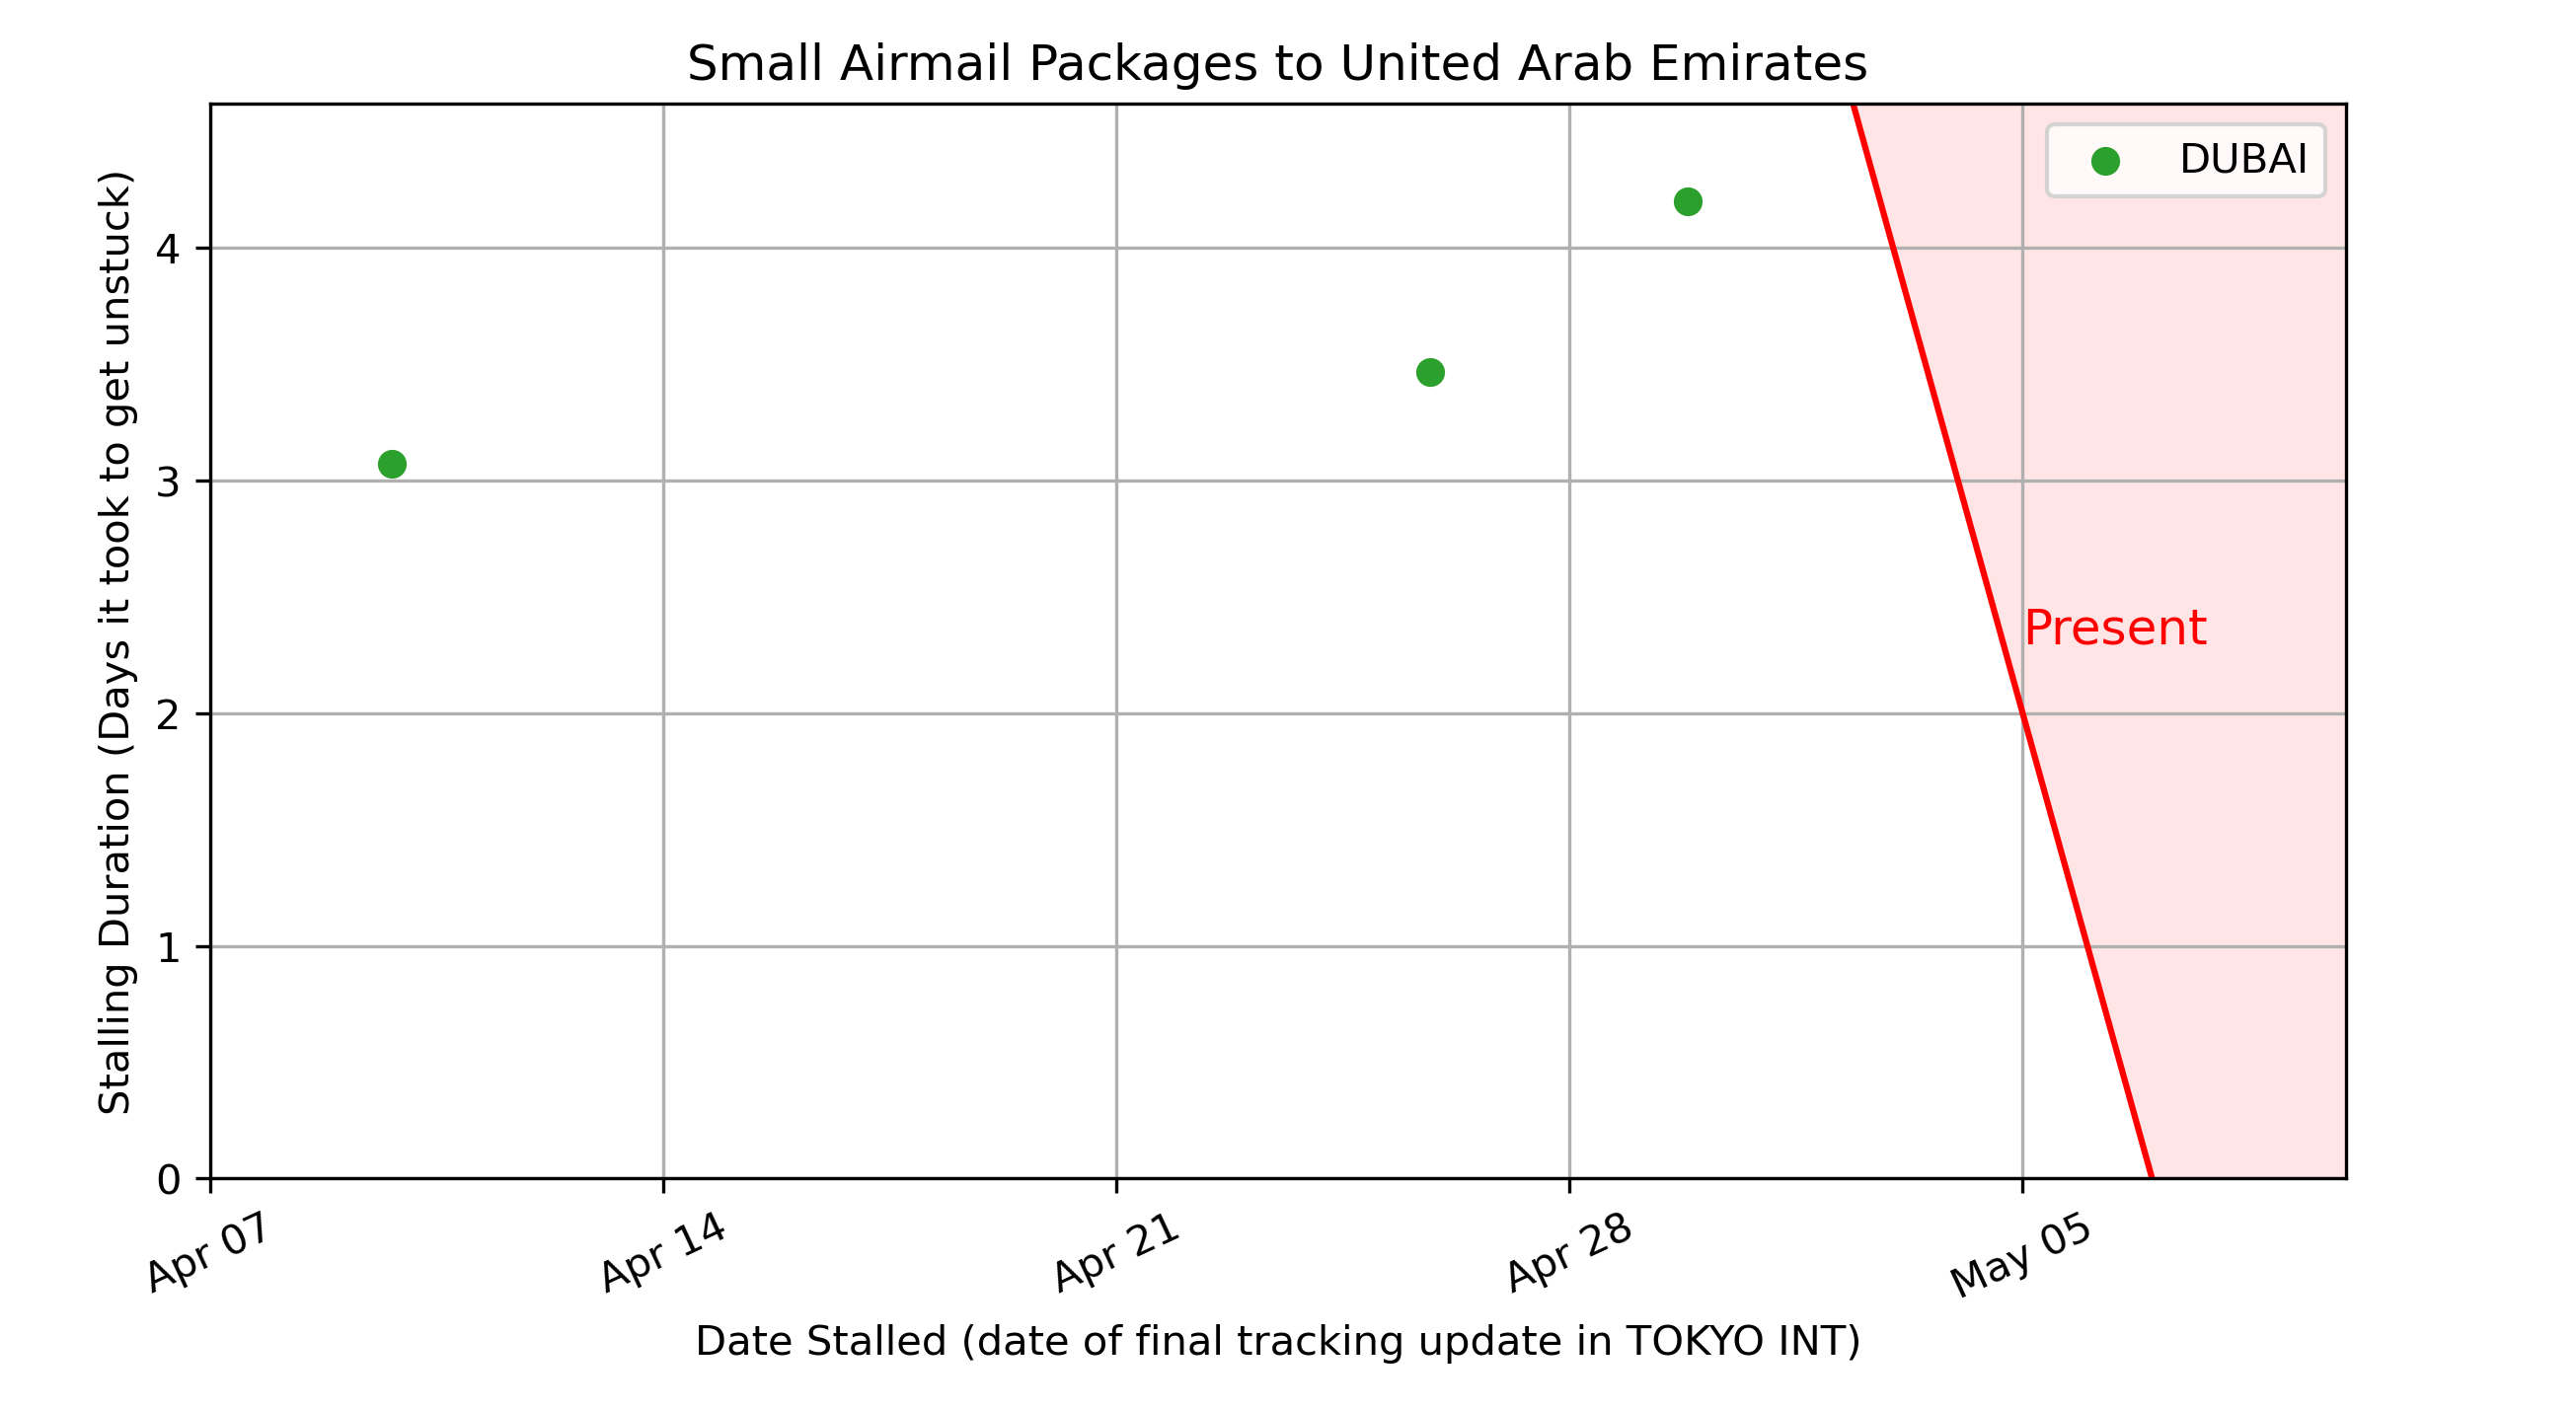 Small Airmail Packages to United Arab Emirates
DUBAI
Stalling Duration (Days it took to get unstuck)
4
3
2
1
0
Present
Apr 07
Apr 14
Apr 21
Apr 28
May 05
Date Stalled (date of final tracking update in TOKYO INT)